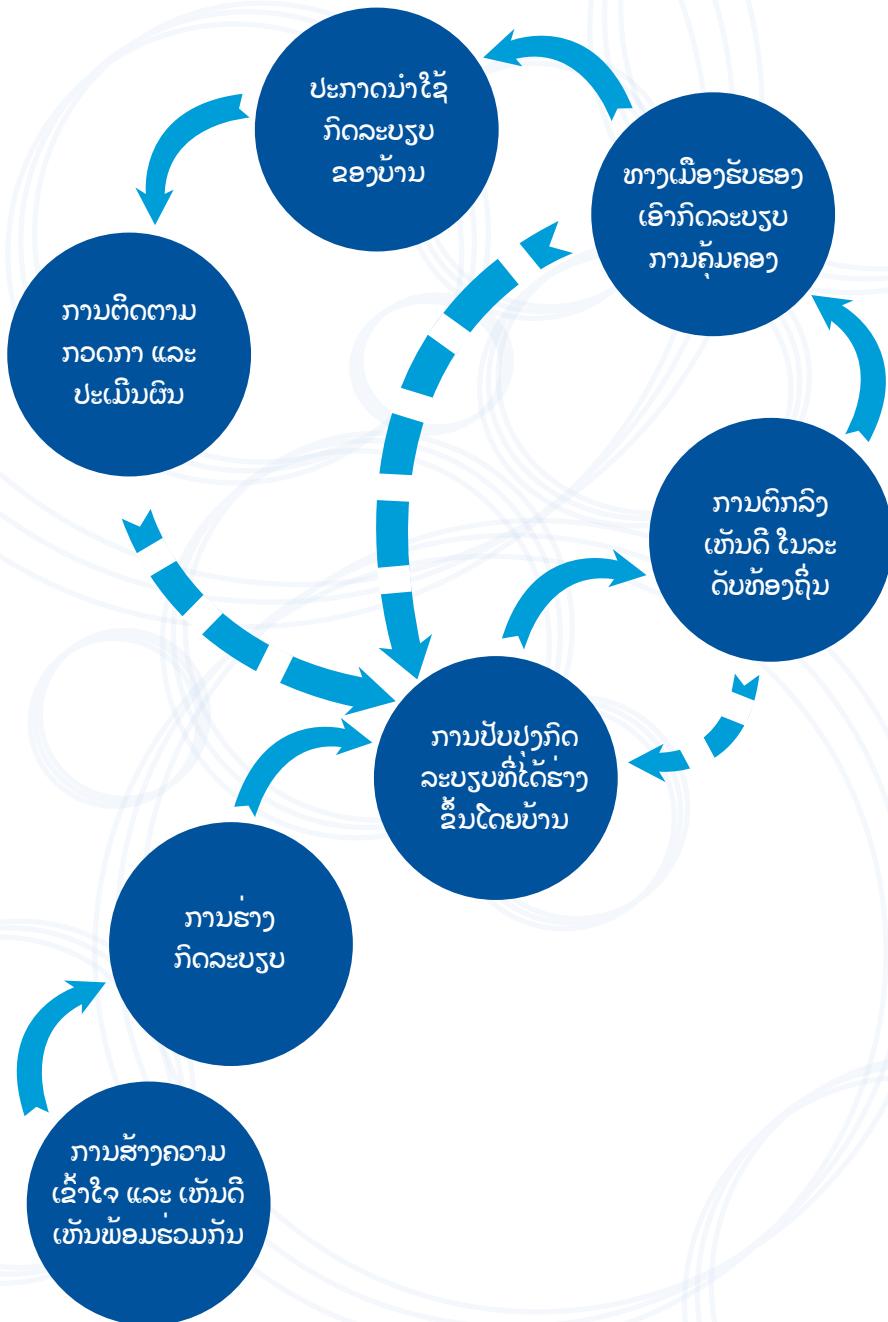 ປະກາດນຳໃຊ້
ກົດລະບຽບ
ຂອງບ້ານ
ທາງເມືອງຮັບຮອງ
ເອົາກົດລະບຽບ
ການຄຸ້ມຄອງ
ການຕິດຕາມ
ກວດກາ ແລະ
ປະເມີນຜົນ
ການຕົກລົງ
ເຫັນດີ ໃນລະ
ດັບທ້ອງຖິ່ນ
ການປັບປຸງກົດ
ລະບຽບທີ່ໄດ້ຮ່າງ
ຂຶ້ນໂດຍບ້ານ
ການຮ່າງ
ກົດລະບຽບ
ການສ້າງຄວາມ
ເຂົ້າໃຈ ແລະ ເຫັນດີ
ເຫັນພ້ອມຮ່ວມກັນ